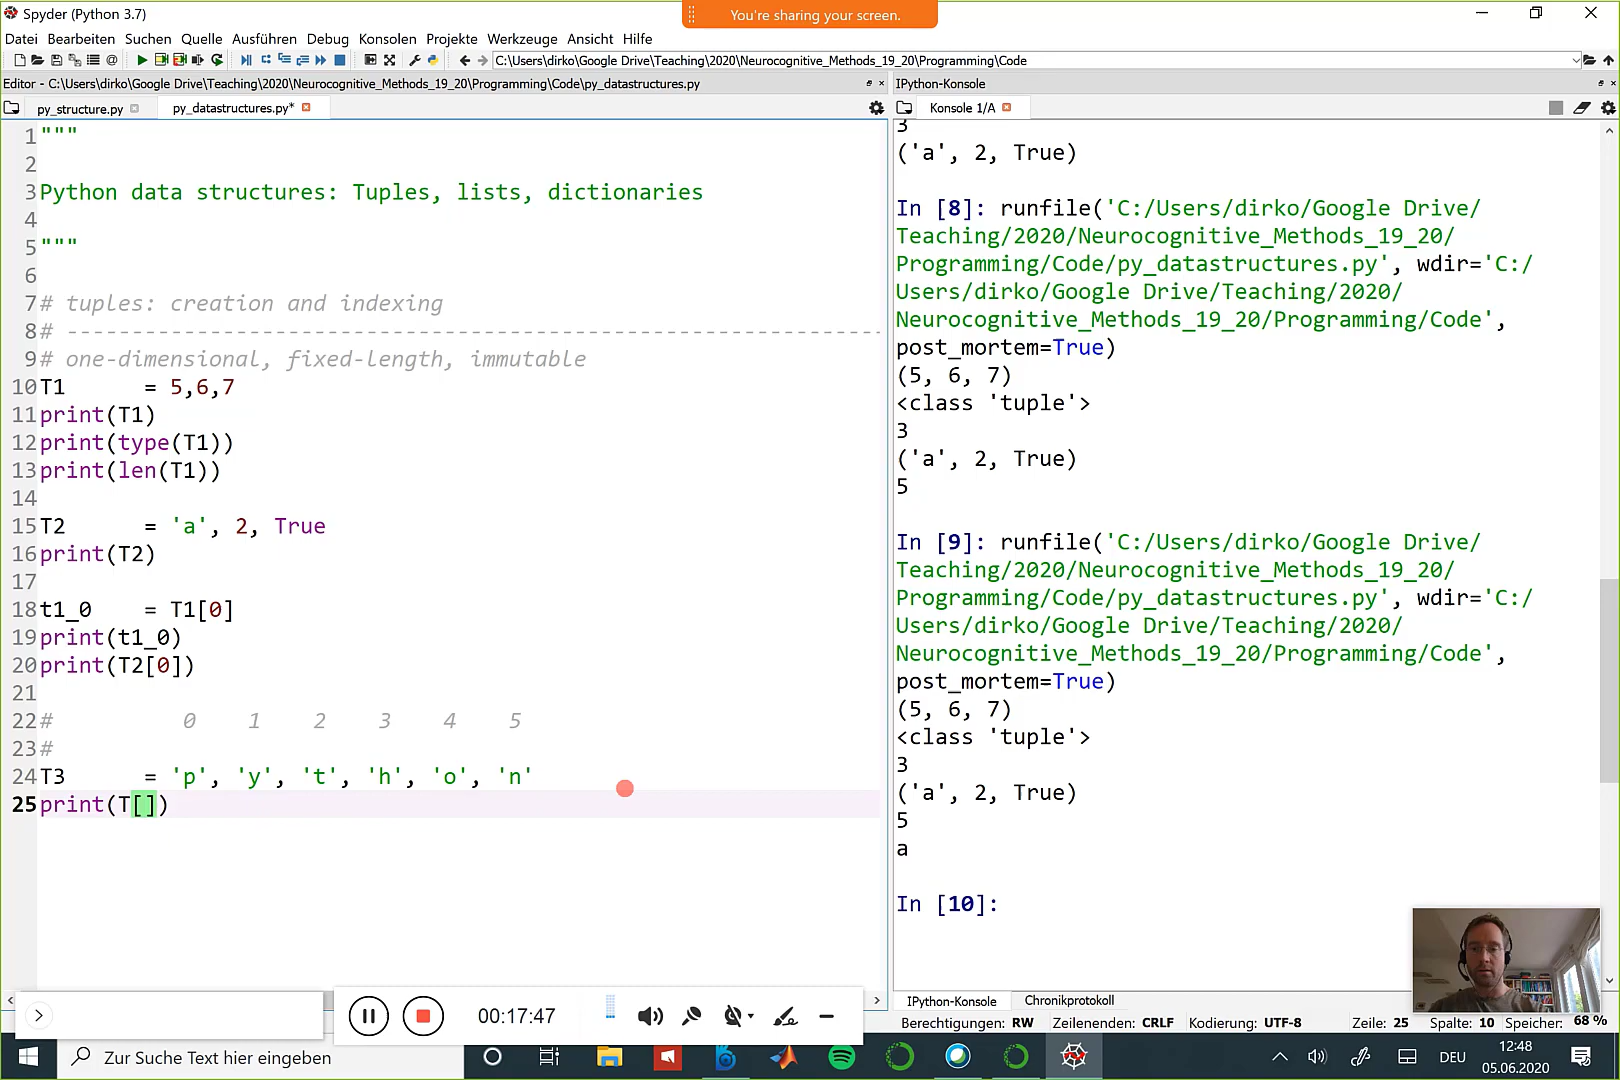 Spyder (Python 3.7)
You're sharing your screen.
Datei Bearbeiten Suchen Quelle Ausführen Debug Konsolen Projekte Werkzeuge Ansicht Hilfe
C:\Users\dirko\Google Drive\Teaching\2020\Neurocognitive_Methods_19_20\Programming\Code
Editor - C:\Users\dirko\Google Drive\Teaching\2020\Neurocognitive_Methods_19_20\Programming\Code\py_datastructures.py
py_structure.py py_datastructures.py*
1 """
2
3 Python data structures: Tuples, lists, dictionaries
4
5 """
6
7 # tuples: creation and indexing
8 # ---------------------------------------------------------------
9 # one-dimensional, fixed-length, immutable
10 T1 = 5,6,7
11 print(T1)
12 print(type(T1))
13 print(len(T1))
14
15 T2 = 'a', 2, True
16 print(T2)
17
18 t1_0 = T1[0]
19 print(t1_0)
20 print(T2[0])
21
22 # 0 1 2 3 4 5
23 #
24 T3 = 'p', 'y', 't', 'h', 'o', 'n'
25 print(T[])
IPython-Konsole
Konsole 1/A
3
('a', 2, True)
In [8]: runfile('C:/Users/dirko/Google Drive/
Teaching/2020/Neurocognitive_Methods_19_20/
Programming/Code/py_datastructures.py', wdir='C:/
Users/dirko/Google Drive/Teaching/2020/
Neurocognitive_Methods_19_20/Programming/Code',
post_mortem=True)
(5, 6, 7)
<class 'tuple'>
3
('a', 2, True)
5
In [9]: runfile('C:/Users/dirko/Google Drive/
Teaching/2020/Neurocognitive_Methods_19_20/
Programming/Code/py_datastructures.py', wdir='C:/
Users/dirko/Google Drive/Teaching/2020/
Neurocognitive_Methods_19_20/Programming/Code',
post_mortem=True)
(5, 6, 7)
<class 'tuple'>
3
('a', 2, True)
5
a
In [10]:
IPython-Konsole Chronikprotokoll
00:17:47
Berechtigungen: RW Zeilenenden: CRLF Kodierung: UTF-8 Zeile: 25 Spalte: 10 Speicher: 68 %
Zur Suche Text hier eingeben
DEU
12:48
05.06.2020